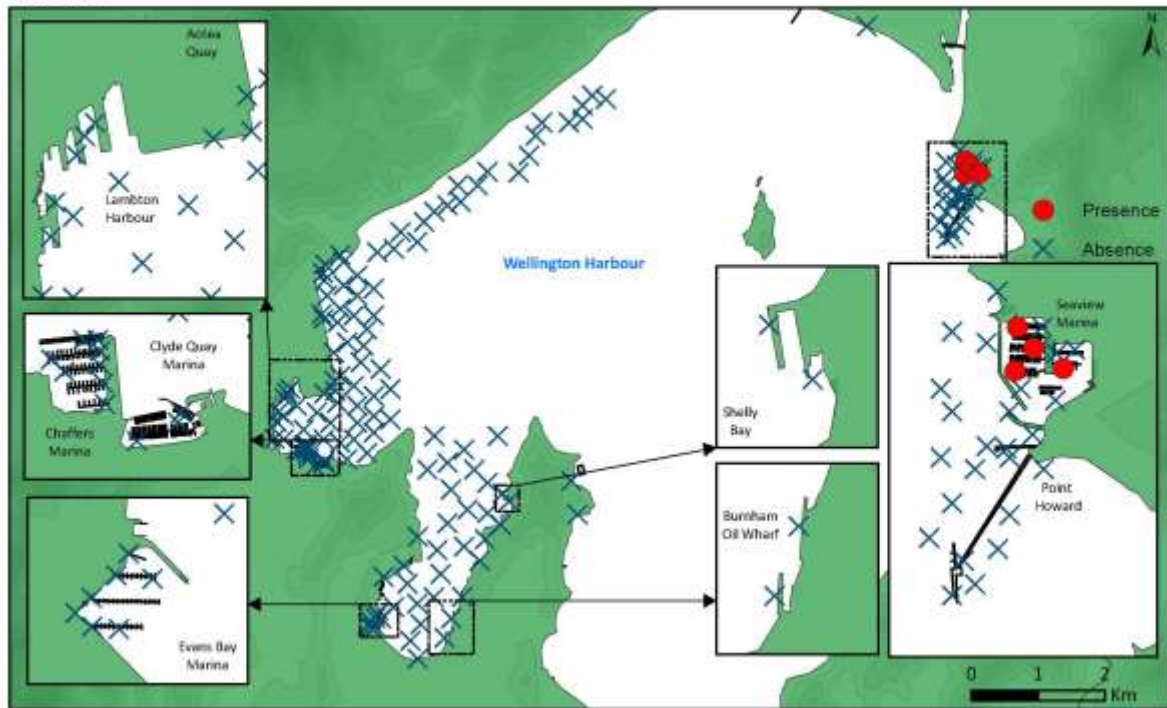 Aotea
Quay
N
Lambton
Harbour
Wellington Harbour
Presence
Absence
Clyde Quay
Marina
Chaffers
Marina
Shelly
Bay
Seaview
Marina
Burnham
Oil Wharf
Point
Howard
Evans Bay
Marina
0 1 2
Km